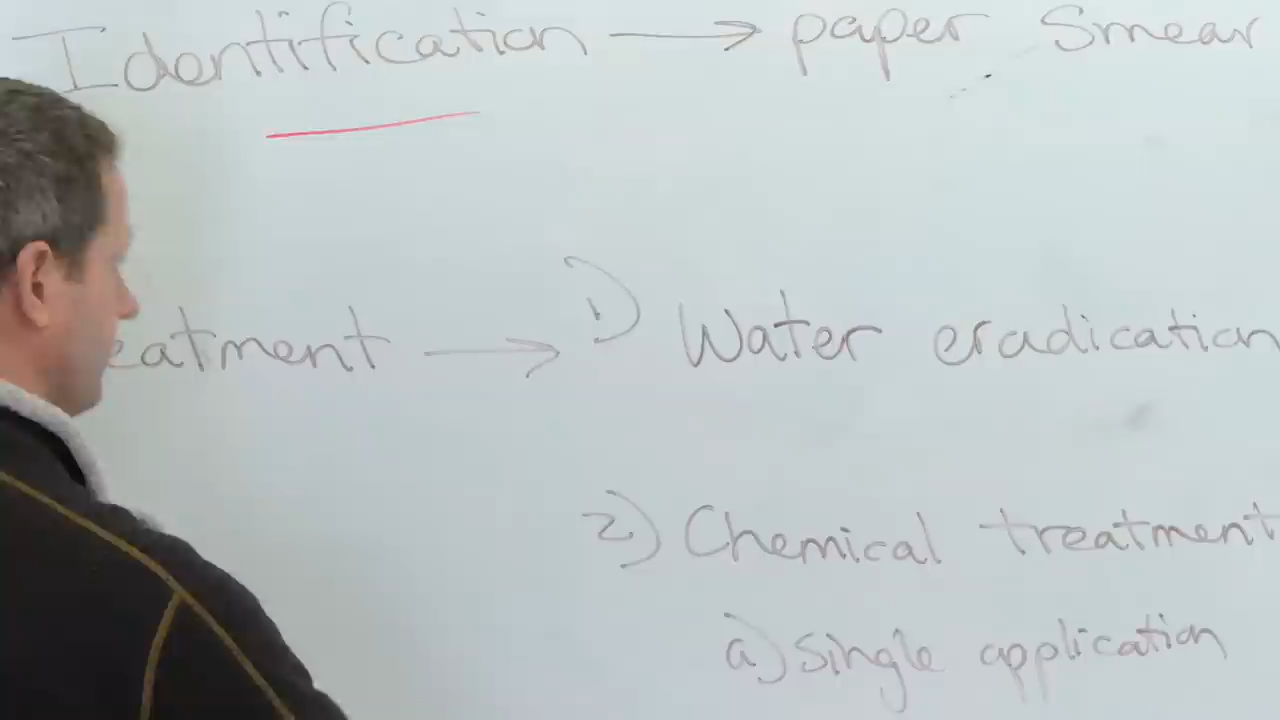 Identification → paper Smear
eatment → 1) Water eradication
2) Chemical treatment
a) Single application